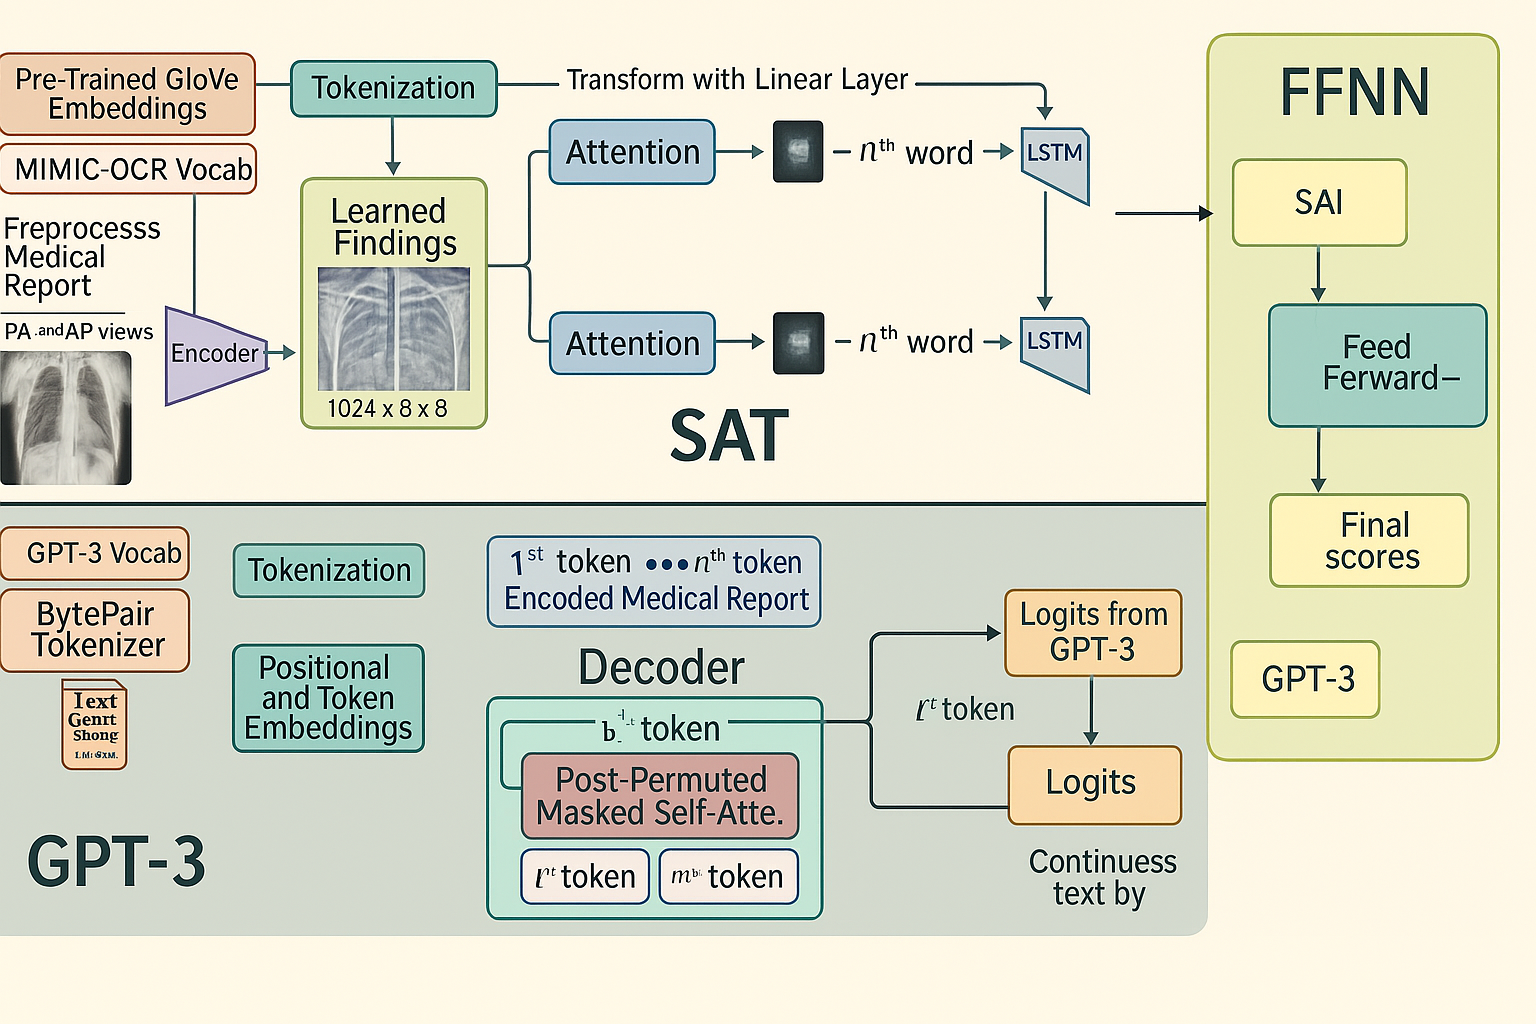 Pre-Trained GloVe
Embeddings
Tokenization
Transform with Linear Layer
MIMIC-OCR Vocab
Freprocesss
Medical
Report
PA .and AP views
Encoder
Learned
Findings
1024 x 8 x 8
Attention
nth word
LSTM
Attention
nth word
LSTM
SAT
FFNN
SAI
Feed
Ferward–
Final
scores
GPT-3
GPT-3 Vocab
BytePair
Tokenizer
Text
Genrt
Shong
Tokenization
Positional
and Token
Embeddings
GPT-3
1st token •••nth token
Encoded Medical Report
Decoder
token
Post-Permuted
Masked Self-Atte.
token
token
Logits from
GPT-3
token
Logits
Continuess
text by